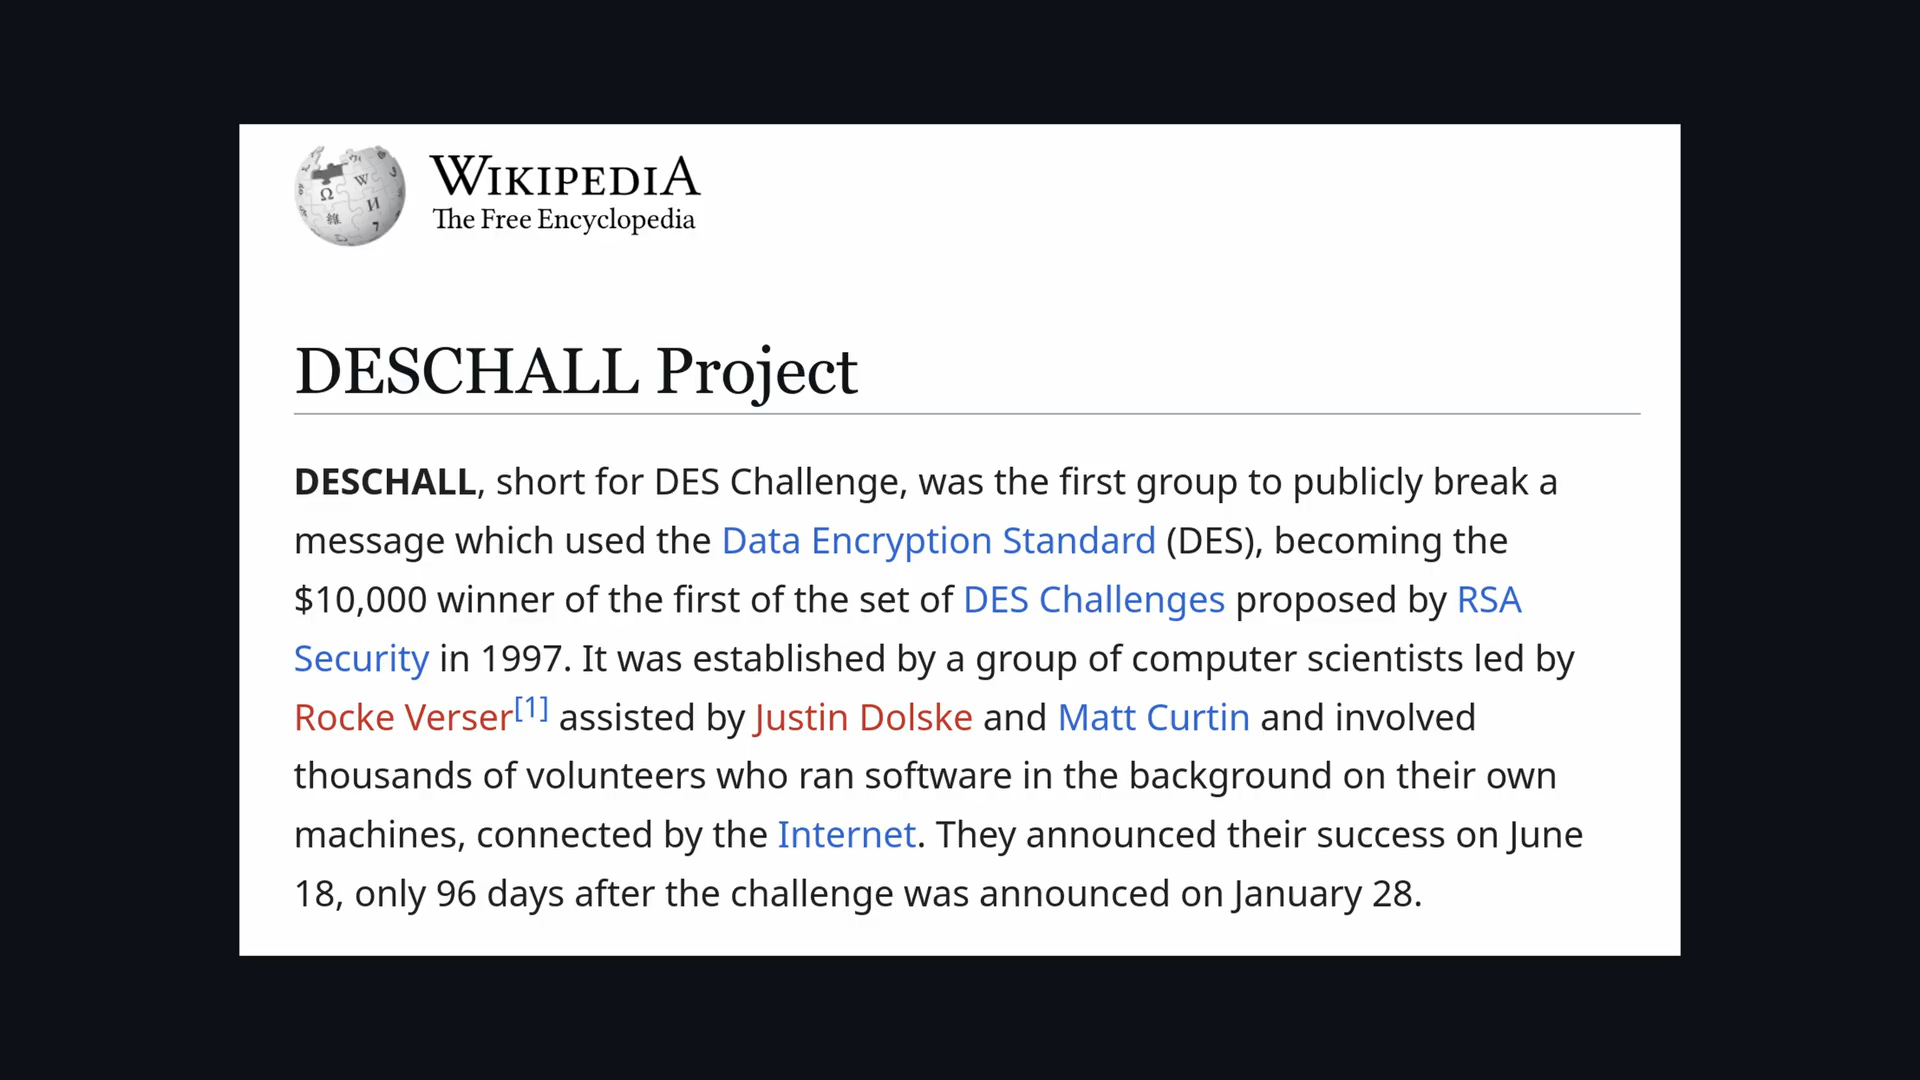 WIKIPEDIA
The Free Encyclopedia
DESCHALL Project
DESCHALL, short for DES Challenge, was the first group to publicly break a
message which used the Data Encryption Standard (DES), becoming the
$10,000 winner of the first of the set of DES Challenges proposed by RSA
Security in 1997. It was established by a group of computer scientists led by
Rocke Verser[1] assisted by Justin Dolske and Matt Curtin and involved
thousands of volunteers who ran software in the background on their own
machines, connected by the Internet. They announced their success on June
18, only 96 days after the challenge was announced on January 28.